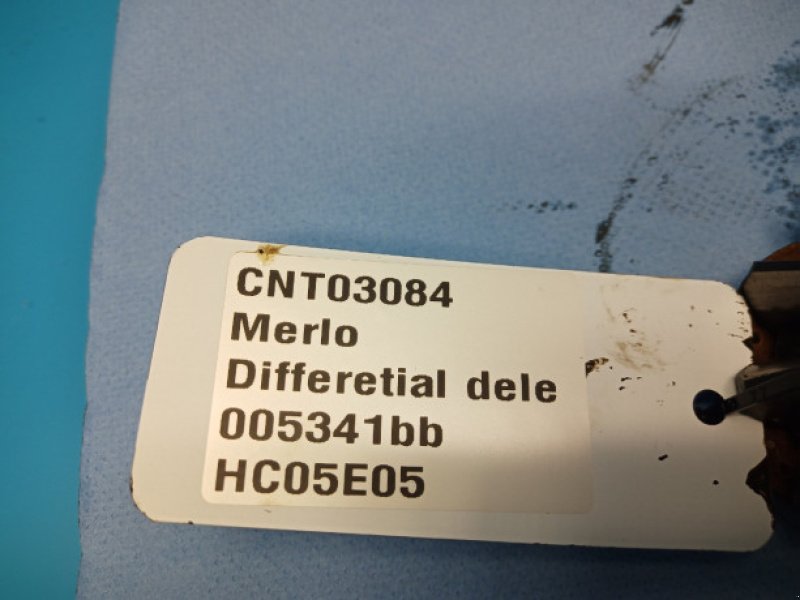 CNT03084
Merlo
Differetial dele
005341bb
HC05E05